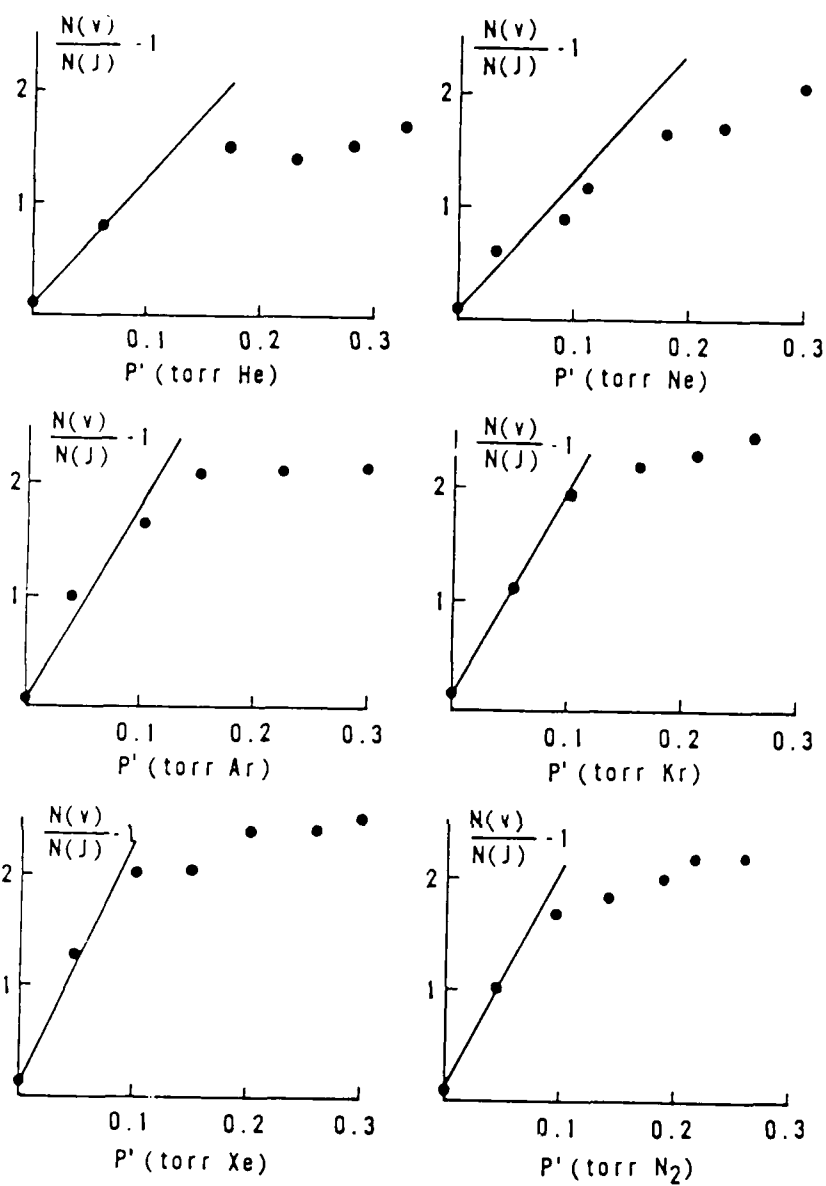 N(v)
N(J) -1
2
1
0.1 0.2 0.3
P' (torr He)
N(v)
N(J) -1
2
1
0.1 0.2 0.3
P' (torr Ne)
N(v)
N(J) -1
2
1
0.1 0.2 0.3
P' (torr Ar)
N(v)
N(J) -1
2
1
0.1 0.2 0.3
P' (torr Kr)
N(v)
N(J) -1
2
1
0.1 0.2 0.3
P' (torr Xe)
N(v)
N(J) -1
2
1
0.1 0.2 0.3
P' (torr N₂)